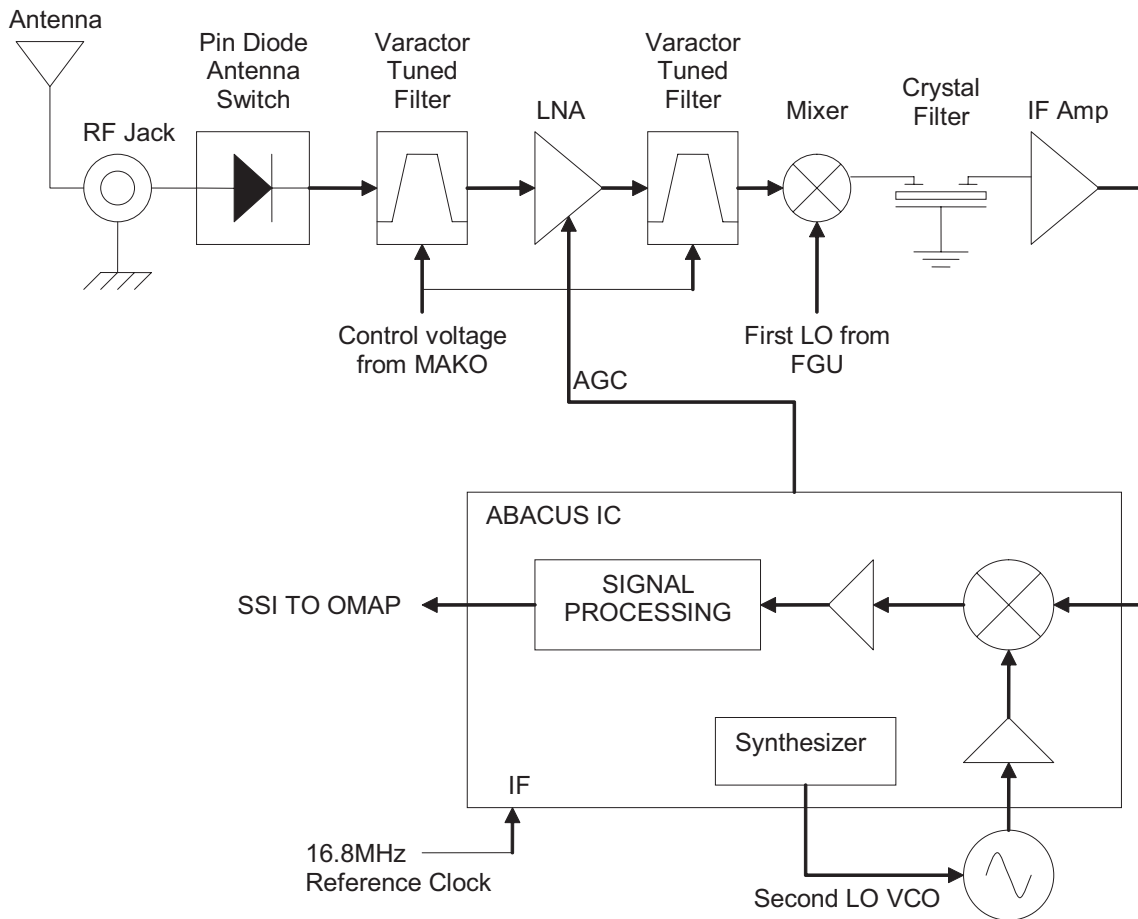 Antenna
RF Jack
Pin Diode
Antenna
Switch
Varactor
Tuned
Filter
LNA
Varactor
Tuned
Filter
Mixer
Crystal
Filter
IF Amp
Control voltage
from MAKO
First LO from
FGU
AGC
ABACUS IC
SIGNAL
PROCESSING
SSI TO OMAP
Synthesizer
IF
16.8MHz
Reference Clock
Second LO VCO